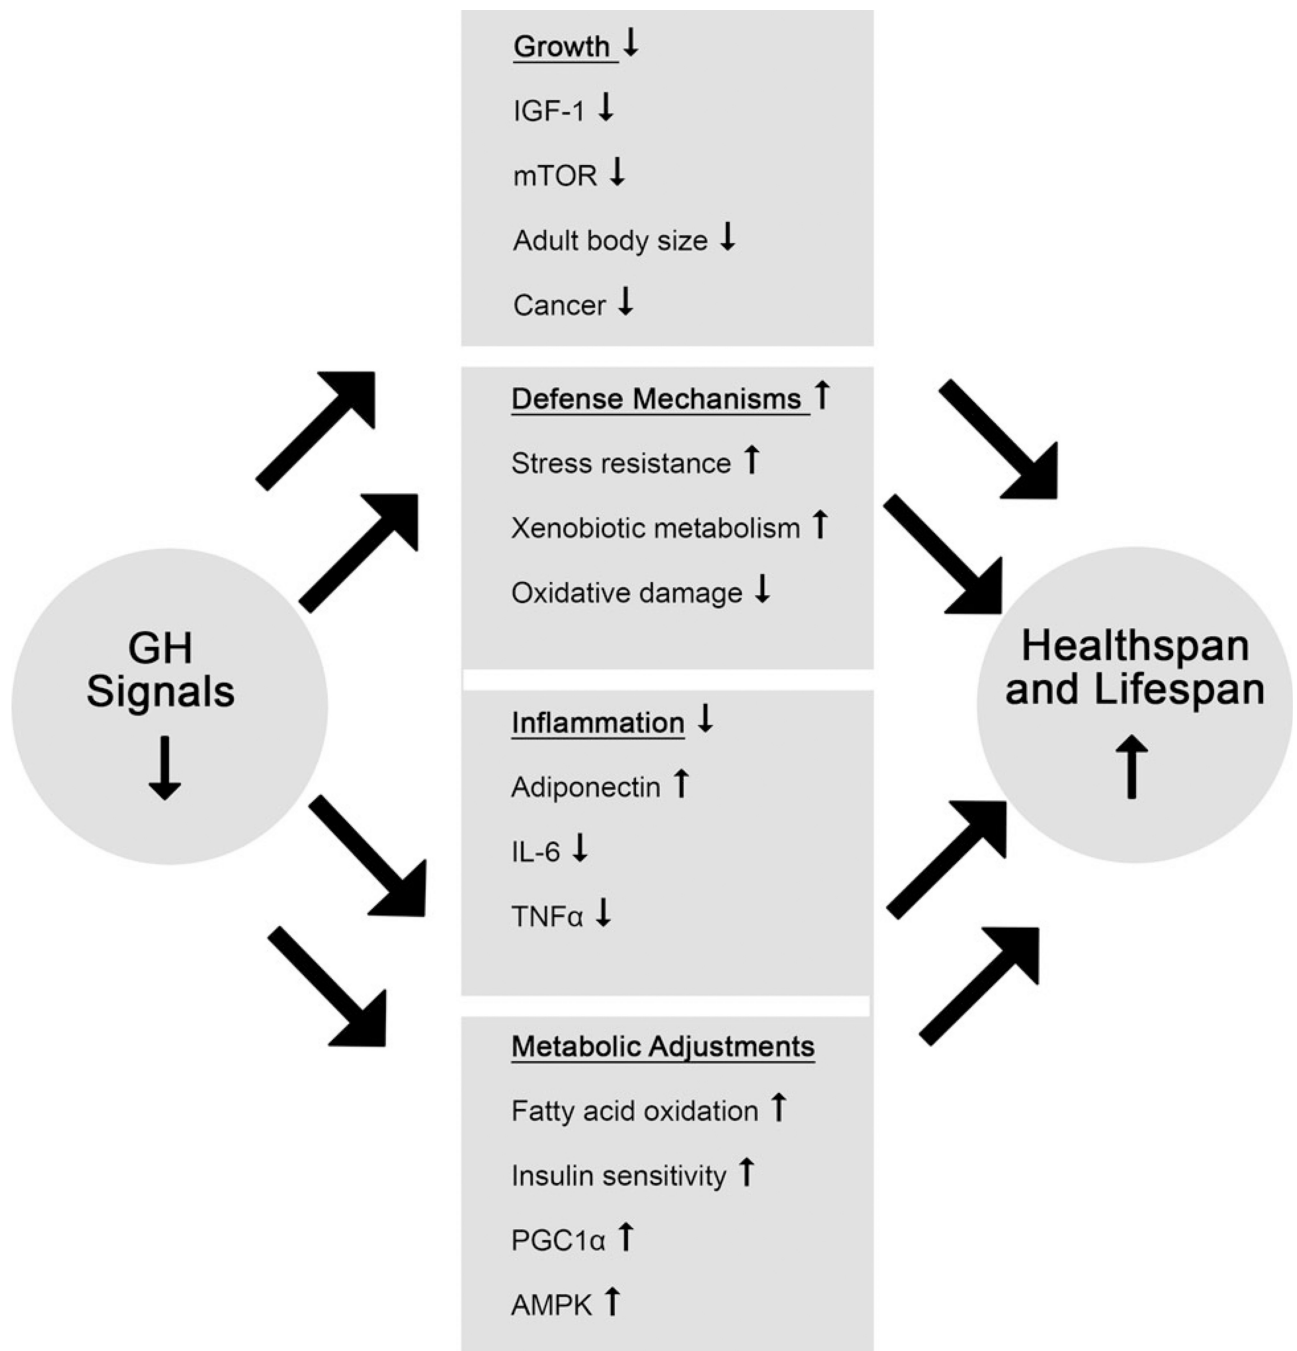 Growth ↓
IGF-1 ↓
mTOR ↓
Adult body size ↓
Cancer ↓
Defense Mechanisms ↑
Stress resistance ↑
Xenobiotic metabolism ↑
Oxidative damage ↓
GH
Signals
↓
Inflammation ↓
Adiponectin ↑
IL-6 ↓
TNFα ↓
Metabolic Adjustments
Fatty acid oxidation ↑
Insulin sensitivity ↑
PGC1α ↑
AMPK ↑
Healthspan
and Lifespan
↑